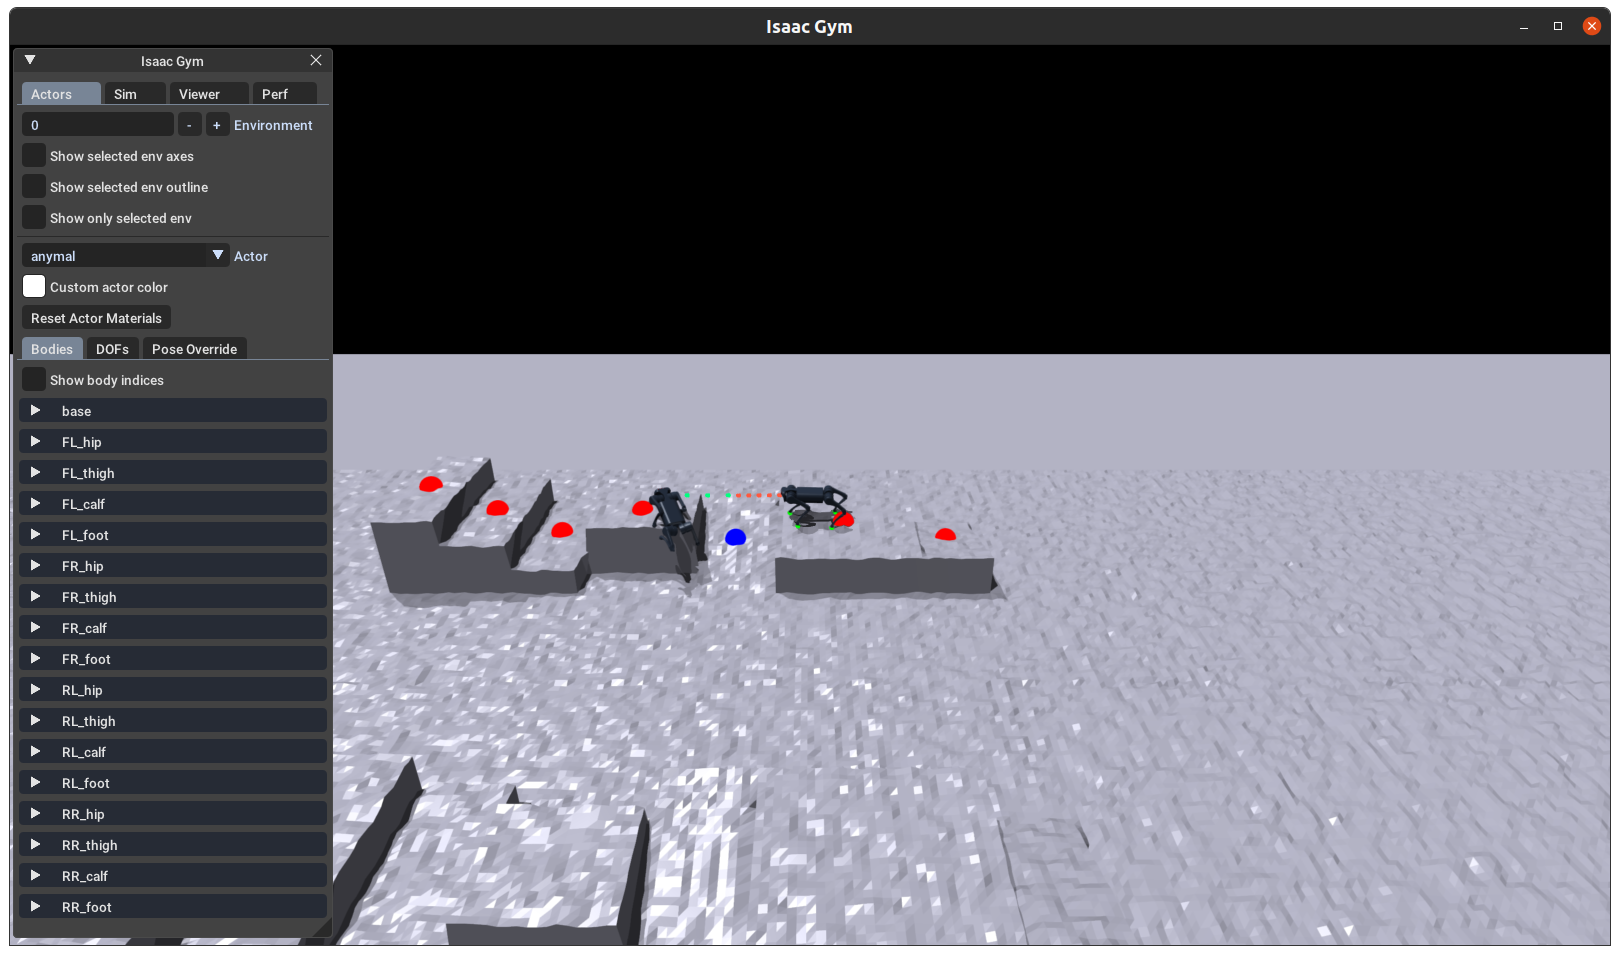 Isaac Gym
Isaac Gym
Actors Sim Viewer Perf
0 - + Environment
Show selected env axes
Show selected env outline
Show only selected env
anymal Actor
Custom actor color
Reset Actor Materials
Bodies DOFs Pose Override
Show body indices
base
FL_hip
FL_thigh
FL_calf
FL_foot
FR_hip
FR_thigh
FR_calf
FR_foot
RL_hip
RL_thigh
RL_calf
RL_foot
RR_hip
RR_thigh
RR_calf
RR_foot